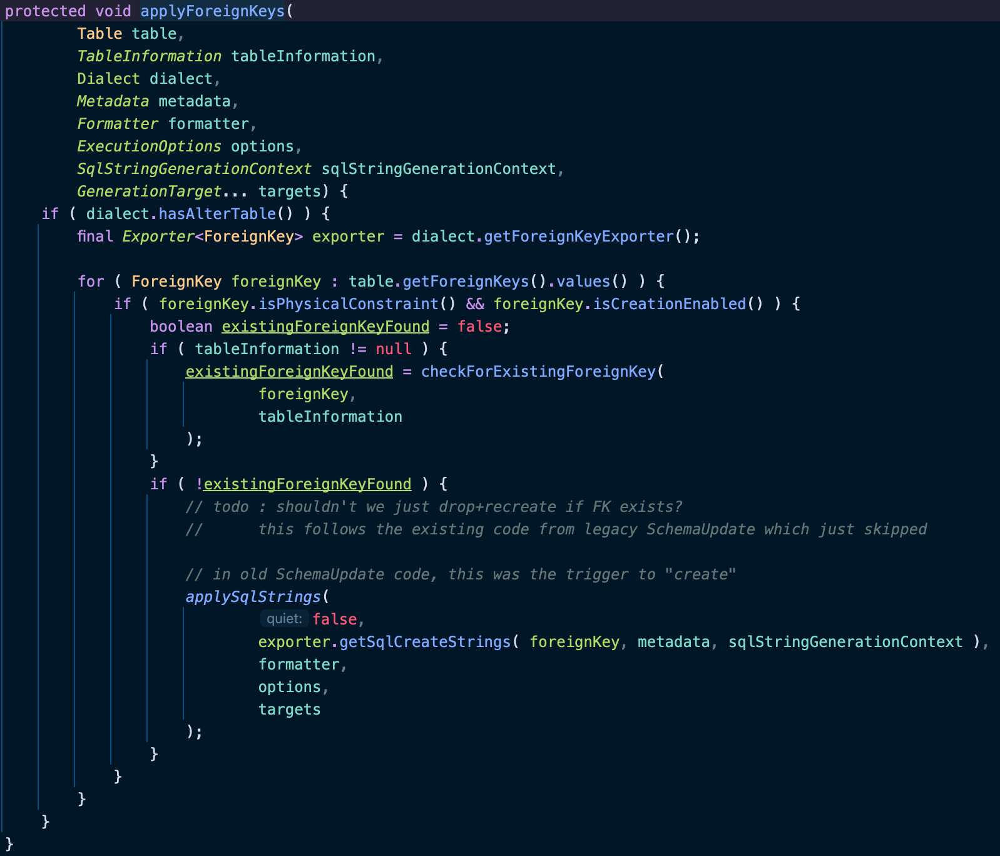 protected void applyForeignKeys(
        Table table,
        TableInformation tableInformation,
        Dialect dialect,
        Metadata metadata,
        Formatter formatter,
        ExecutionOptions options,
        SqlStringGenerationContext sqlStringGenerationContext,
        GenerationTarget... targets) {
    if ( dialect.hasAlterTable() ) {
        final Exporter<ForeignKey> exporter = dialect.getForeignKeyExporter();

        for ( ForeignKey foreignKey : table.getForeignKeys().values() ) {
            if ( foreignKey.isPhysicalConstraint() && foreignKey.isCreationEnabled() ) {
                boolean existingForeignKeyFound = false;
                if ( tableInformation != null ) {
                    existingForeignKeyFound = checkForExistingForeignKey(
                            foreignKey,
                            tableInformation
                    );
                }
                if ( !existingForeignKeyFound ) {
                    // todo : shouldn't we just drop+recreate if FK exists?
                    //      this follows the existing code from legacy SchemaUpdate which just skipped

                    // in old SchemaUpdate code, this was the trigger to "create"
                    applySqlStrings(
                            quiet: false,
                            exporter.getSqlCreateStrings( foreignKey, metadata, sqlStringGenerationContext ),
                            formatter,
                            options,
                            targets
                    );
                }
            }
        }
    }
}